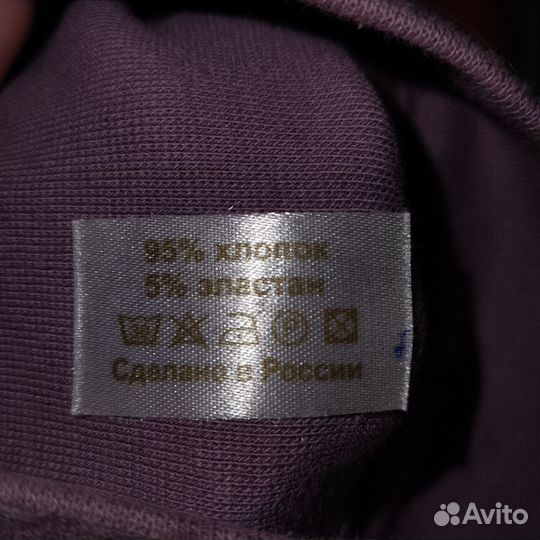 95% хлопок
5% эластан
Сделано в России
Avito